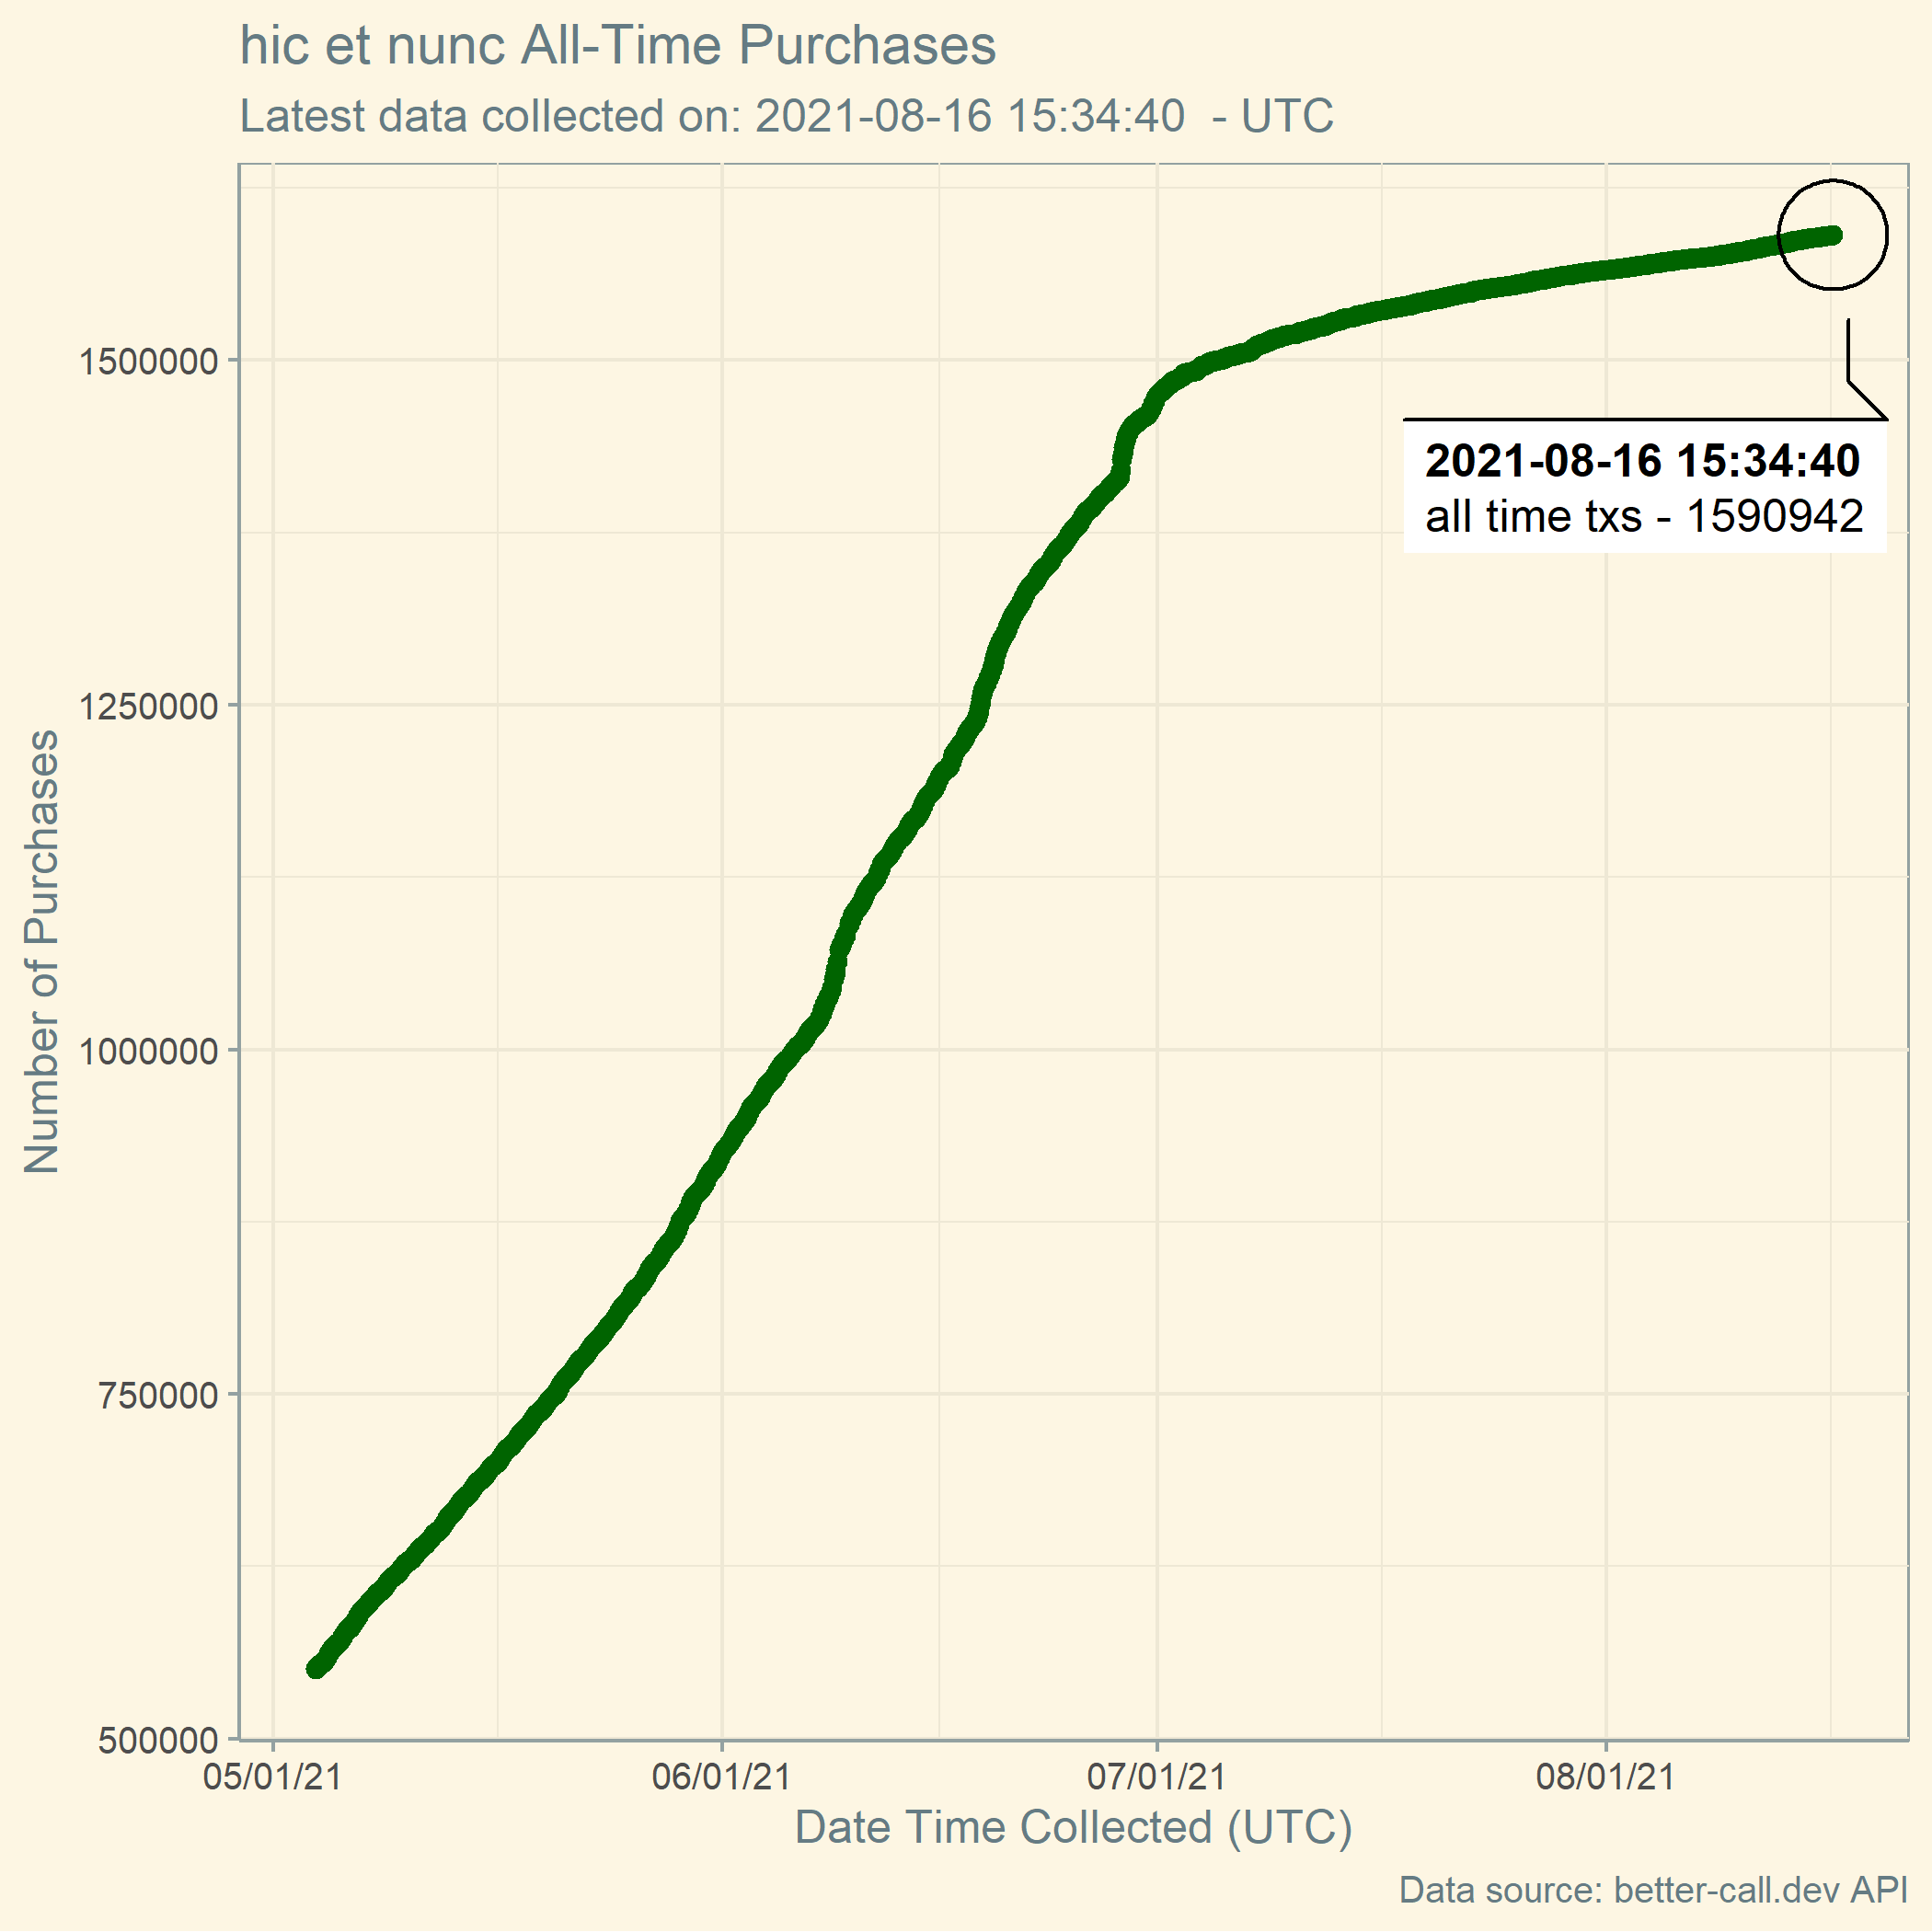 hic et nunc All-Time Purchases
Latest data collected on: 2021-08-16 15:34:40  - UTC
Number of Purchases
1500000
1250000
1000000
750000
500000
2021-08-16 15:34:40
all time txs - 1590942
05/01/21
06/01/21
07/01/21
08/01/21
Date Time Collected (UTC)
Data source: better-call.dev API